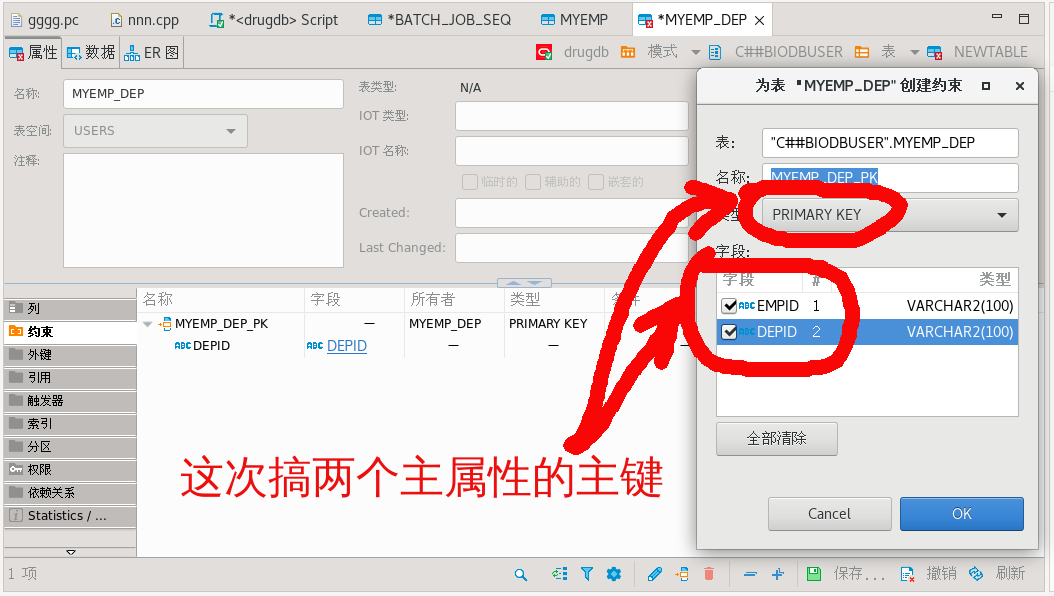 gggg.pc
nnn.cpp
*<drugdb> Script
*BATCH_JOB_SEQ
MYEMP
*MYEMP_DEP
属性
数据
ER 图
drugdb
模式
C##BIODBUSER
表
NEWTABLE
名称:
MYEMP_DEP
表空间:
USERS
注释:
表类型:
N/A
IOT 类型:
IOT 名称:
临时的
辅助的
嵌套的
Created:
Last Changed:
为表 "MYEMP_DEP" 创建约束
表:
"C##BIODBUSER".MYEMP_DEP
名称:
MYEMP_DEP_PK
PRIMARY KEY
字段:
字段 # 类型
ABC EMPID 1 VARCHAR2(100)
ABC DEPID 2 VARCHAR2(100)
全部清除
Cancel
OK
列
约束
外键
引用
触发器
索引
分区
权限
依赖关系
Statistics / ...
名称 字段 所有者 类型 条件
MYEMP_DEP_PK — MYEMP_DEP PRIMARY KEY
ABC DEPID ABC DEPID — — —
这次搞两个主属性的主键
1 项
保存...
撤销
刷新